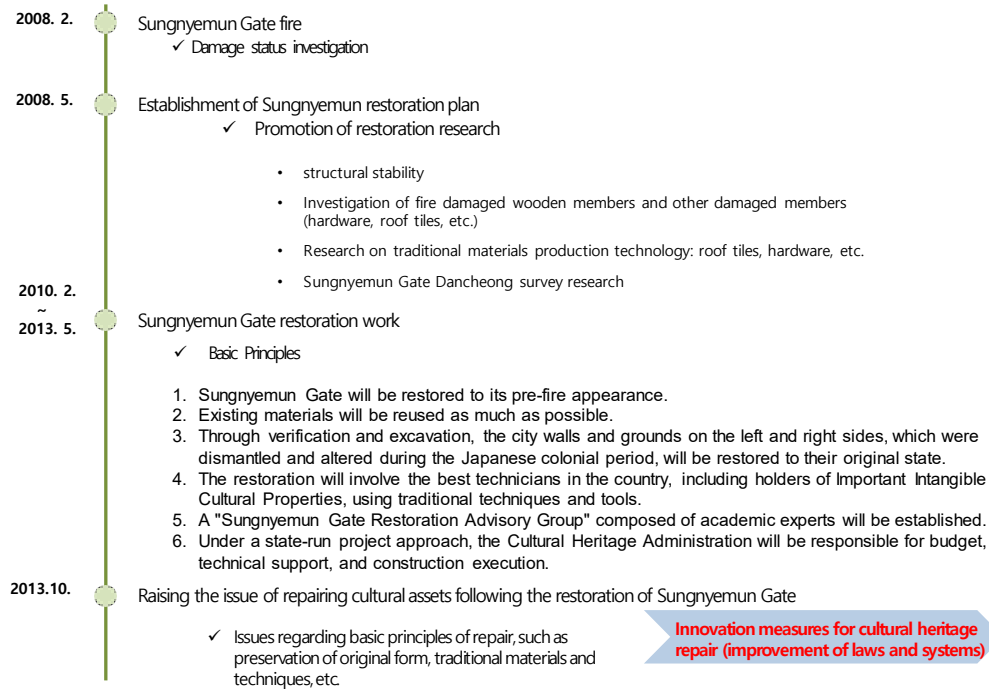 2008. 2.
Sungnyemun Gate fire
✓ Damage status investigation
2008. 5.
Establishment of Sungnyemun restoration plan
✓ Promotion of restoration research
• structural stability
• Investigation of fire damaged wooden members and other damaged members
(hardware, roof tiles, etc.)
• Research on traditional materials production technology: roof tiles, hardware, etc.
• Sungnyemun Gate Dancheong survey research
2010. 2.
~
2013. 5.
Sungnyemun Gate restoration work
✓ Basic Principles
1. Sungnyemun Gate will be restored to its pre-fire appearance.
2. Existing materials will be reused as much as possible.
3. Through verification and excavation, the city walls and grounds on the left and right sides, which were
dismantled and altered during the Japanese colonial period, will be restored to their original state.
4. The restoration will involve the best technicians in the country, including holders of Important Intangible
Cultural Properties, using traditional techniques and tools.
5. A "Sungnyemun Gate Restoration Advisory Group" composed of academic experts will be established.
6. Under a state-run project approach, the Cultural Heritage Administration will be responsible for budget,
technical support, and construction execution.
2013.10.
Raising the issue of repairing cultural assets following the restoration of Sungnyemun Gate
✓ Issues regarding basic principles of repair, such as
preservation of original form, traditional materials and
techniques, etc.
Innovation measures for cultural heritage
repair (improvement of laws and systems)